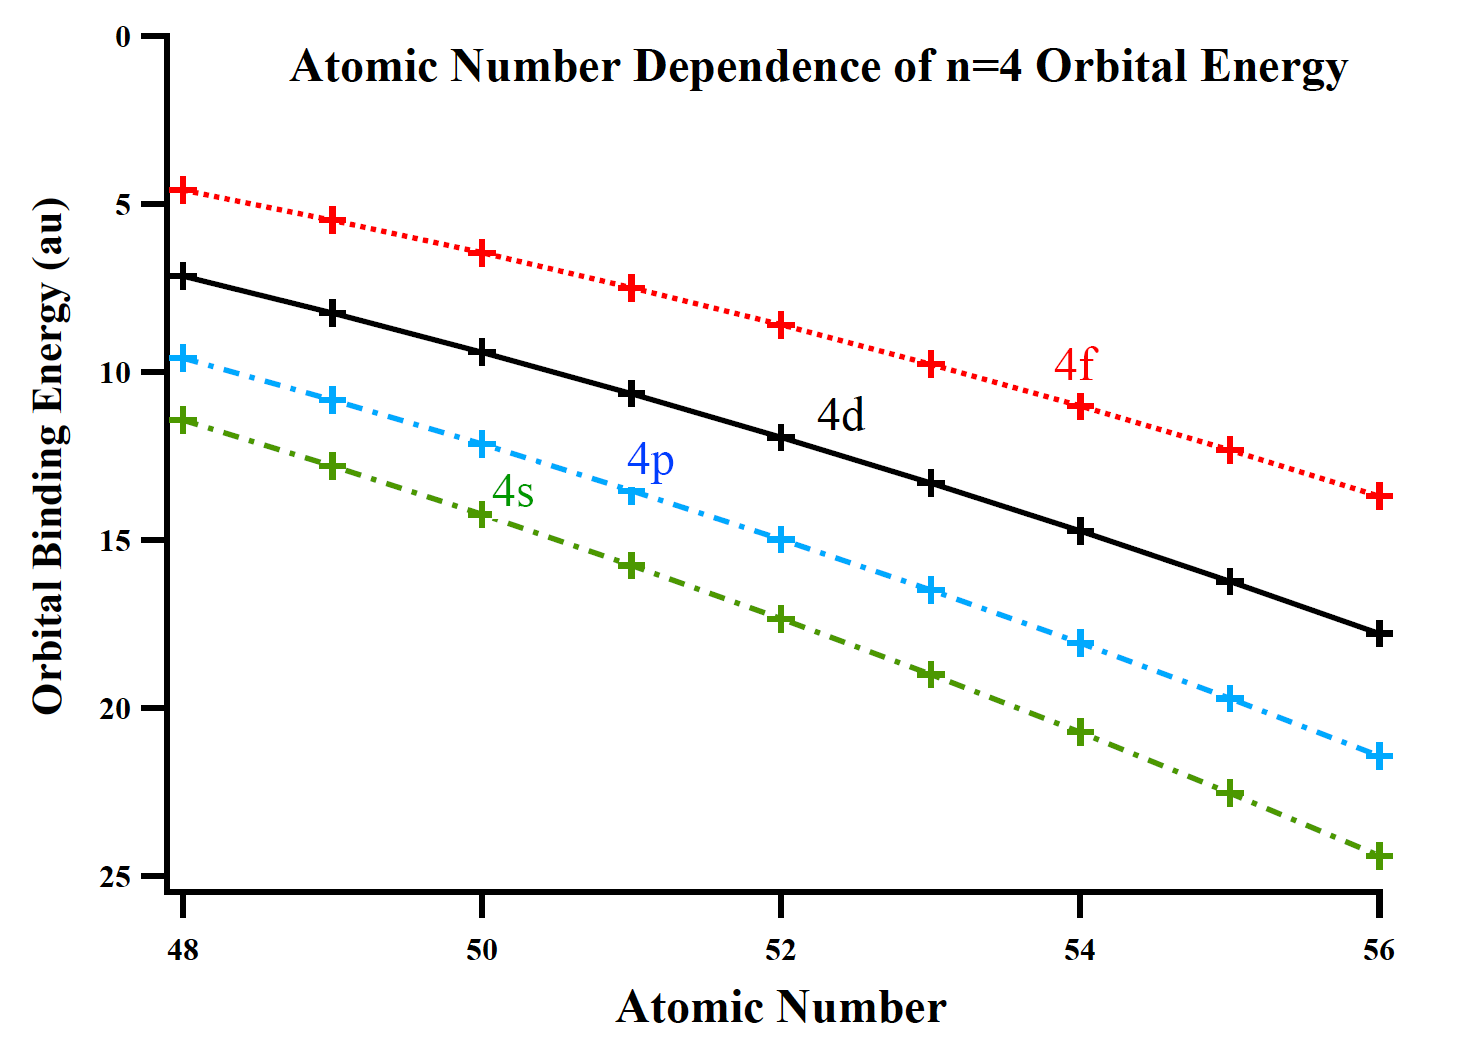 Atomic Number Dependence of n=4 Orbital Energy
Orbital Binding Energy (au)
0
5
10
15
20
25
4f
4d
4p
4s
48 50 52 54 56
Atomic Number